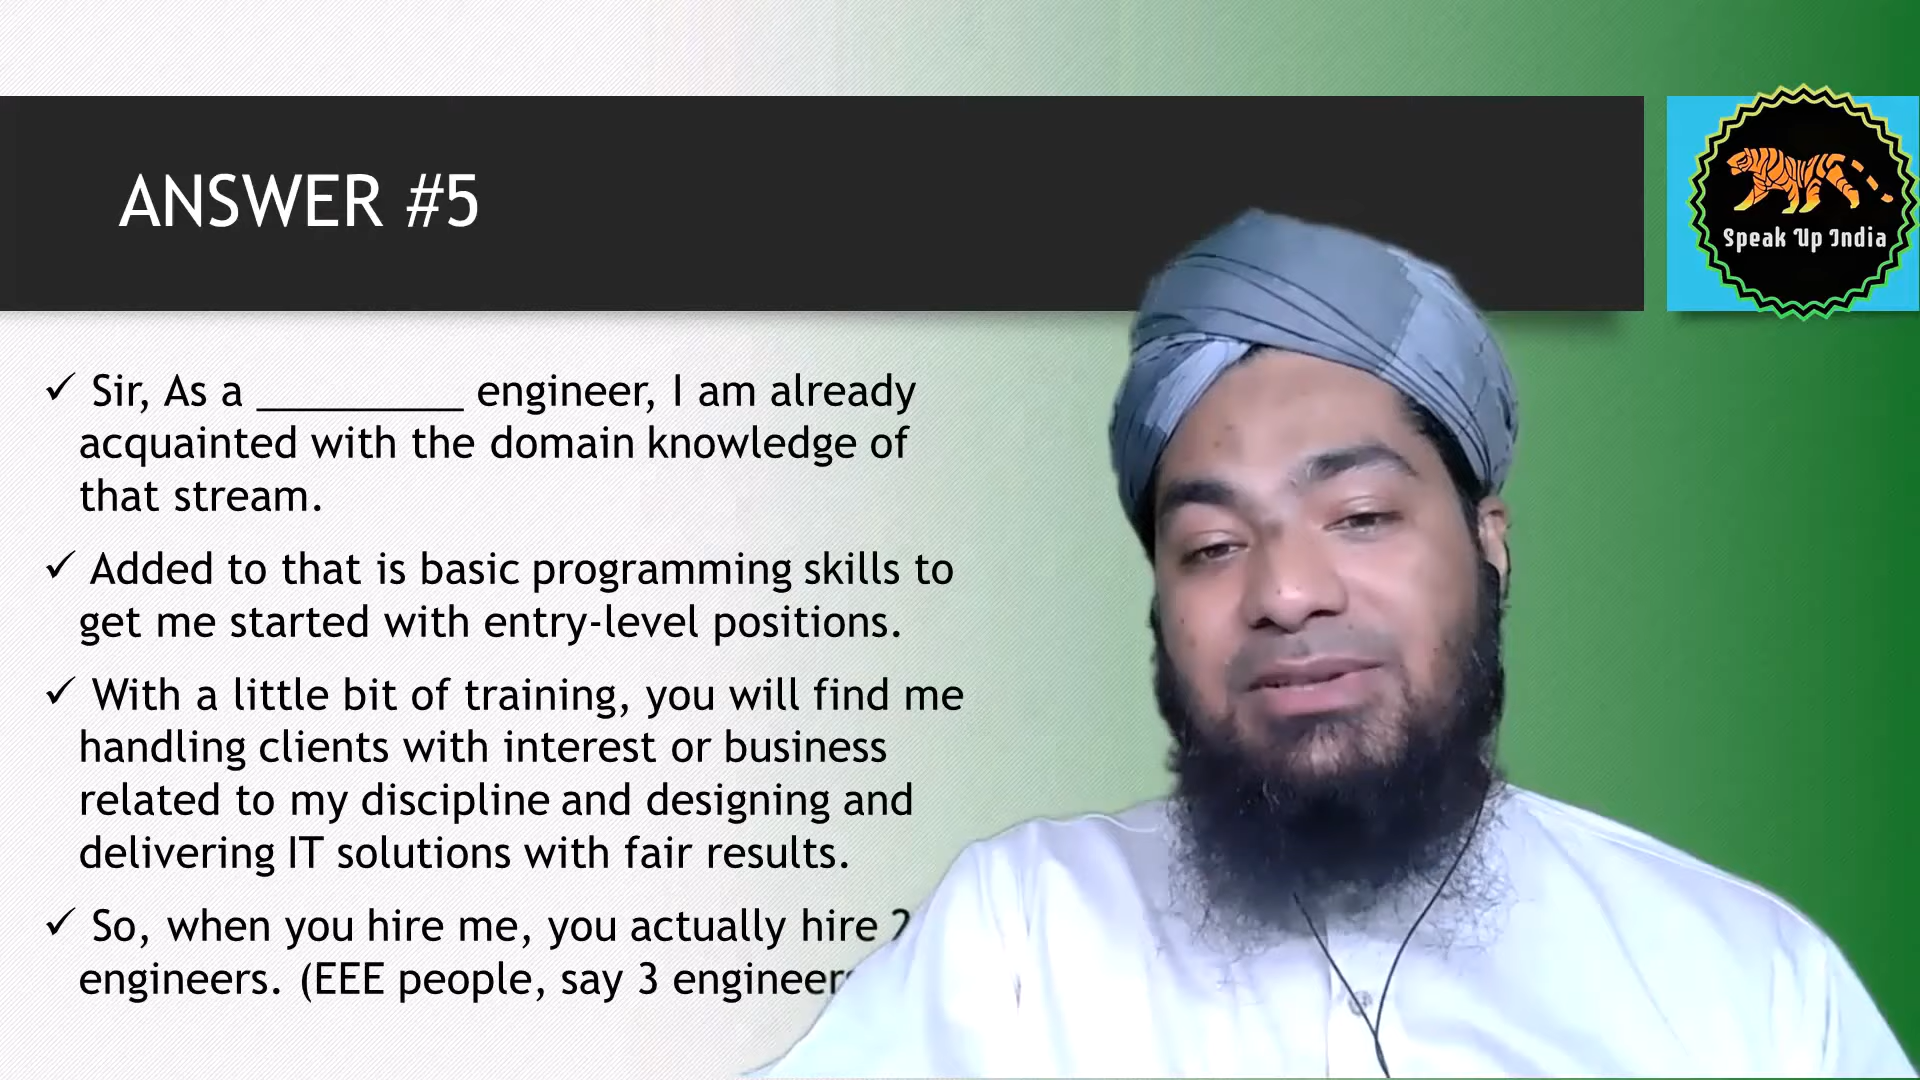 ANSWER #5
Speak Up India
✓ Sir, As a _________ engineer, I am already
acquainted with the domain knowledge of
that stream.
✓ Added to that is basic programming skills to
get me started with entry-level positions.
✓ With a little bit of training, you will find me
handling clients with interest or business
related to my discipline and designing and
delivering IT solutions with fair results.
✓ So, when you hire me, you actually hire 2
engineers. (EEE people, say 3 engineers